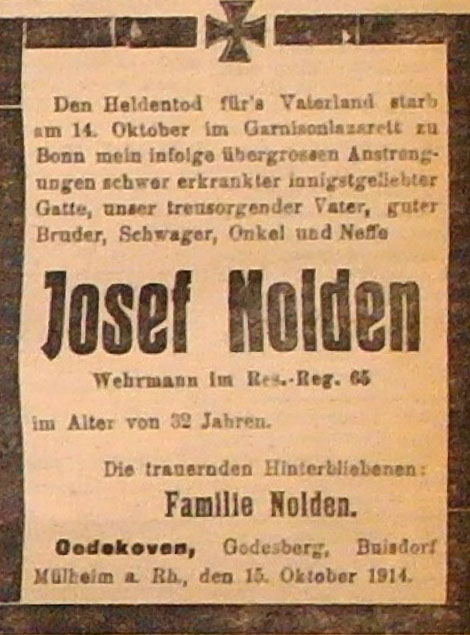 Den Heldentod für's Vaterland starb
am 14. Oktober im Garnisonlazarett zu
Bonn mein infolge übergrossen Anstreng-
ungen schwer erkrankter innigstgeliebter
Gatte, unser treusorgender Vater, guter
Bruder, Schwager, Onkel und Neffe
Josef Nolden
Wehrmann im Res.-Reg. 65
im Alter von 32 Jahren.
Die trauernden Hinterbliebenen:
Familie Nolden.
Oedekoven, Godesberg, Buisdorf
Mülheim a. Rh., den 15. Oktober 1914.